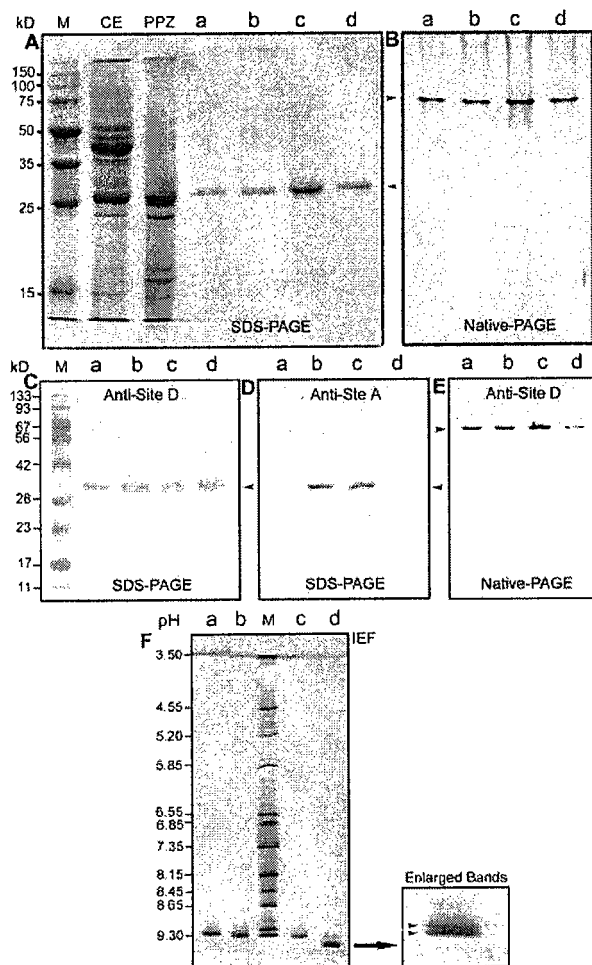 kD M CE PPZ a b c d
A
150
100
75
50
35
25
15
SDS-PAGE
B a b c d
Native-PAGE
kD M a b c d
C Anti-Site D
133
93
67
56
42
28
23
17
11
SDS-PAGE
a b c d
D Anti-Ste A
SDS-PAGE
a b c d
E Anti-Site D
Native-PAGE
pH a b M c d
F IEF
3.50
4.55
5.20
5.85
6.55
6.85
7.35
8.15
8.45
8.65
9.30
Enlarged Bands